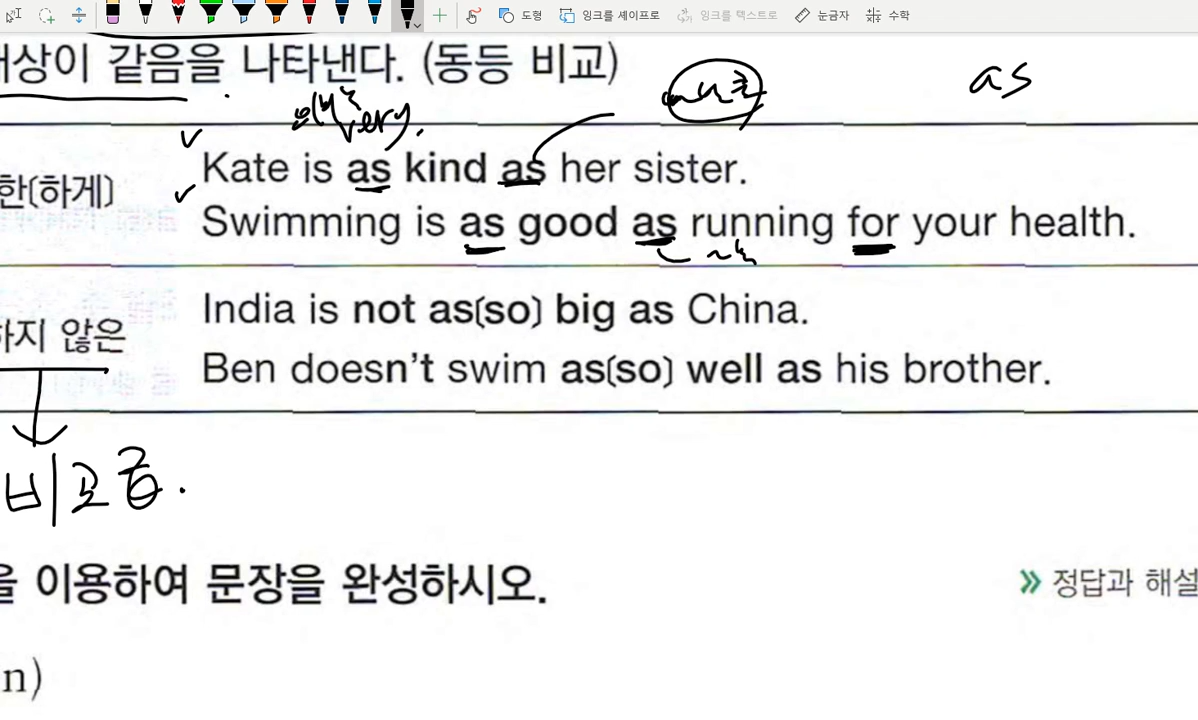 도형 잉크를 셰이프로 잉크를 텍스트로 눈금자 수학
대상이 같음을 나타낸다. (동등 비교)
as
very.
Kate is as kind as her sister.
한(하게)
Swimming is as good as running for your health.
India is not as(so) big as China.
하지 않은
Ben doesn't swim as(so) well as his brother.
비교급.
을 이용하여 문장을 완성하시오.
정답과 해설
n)